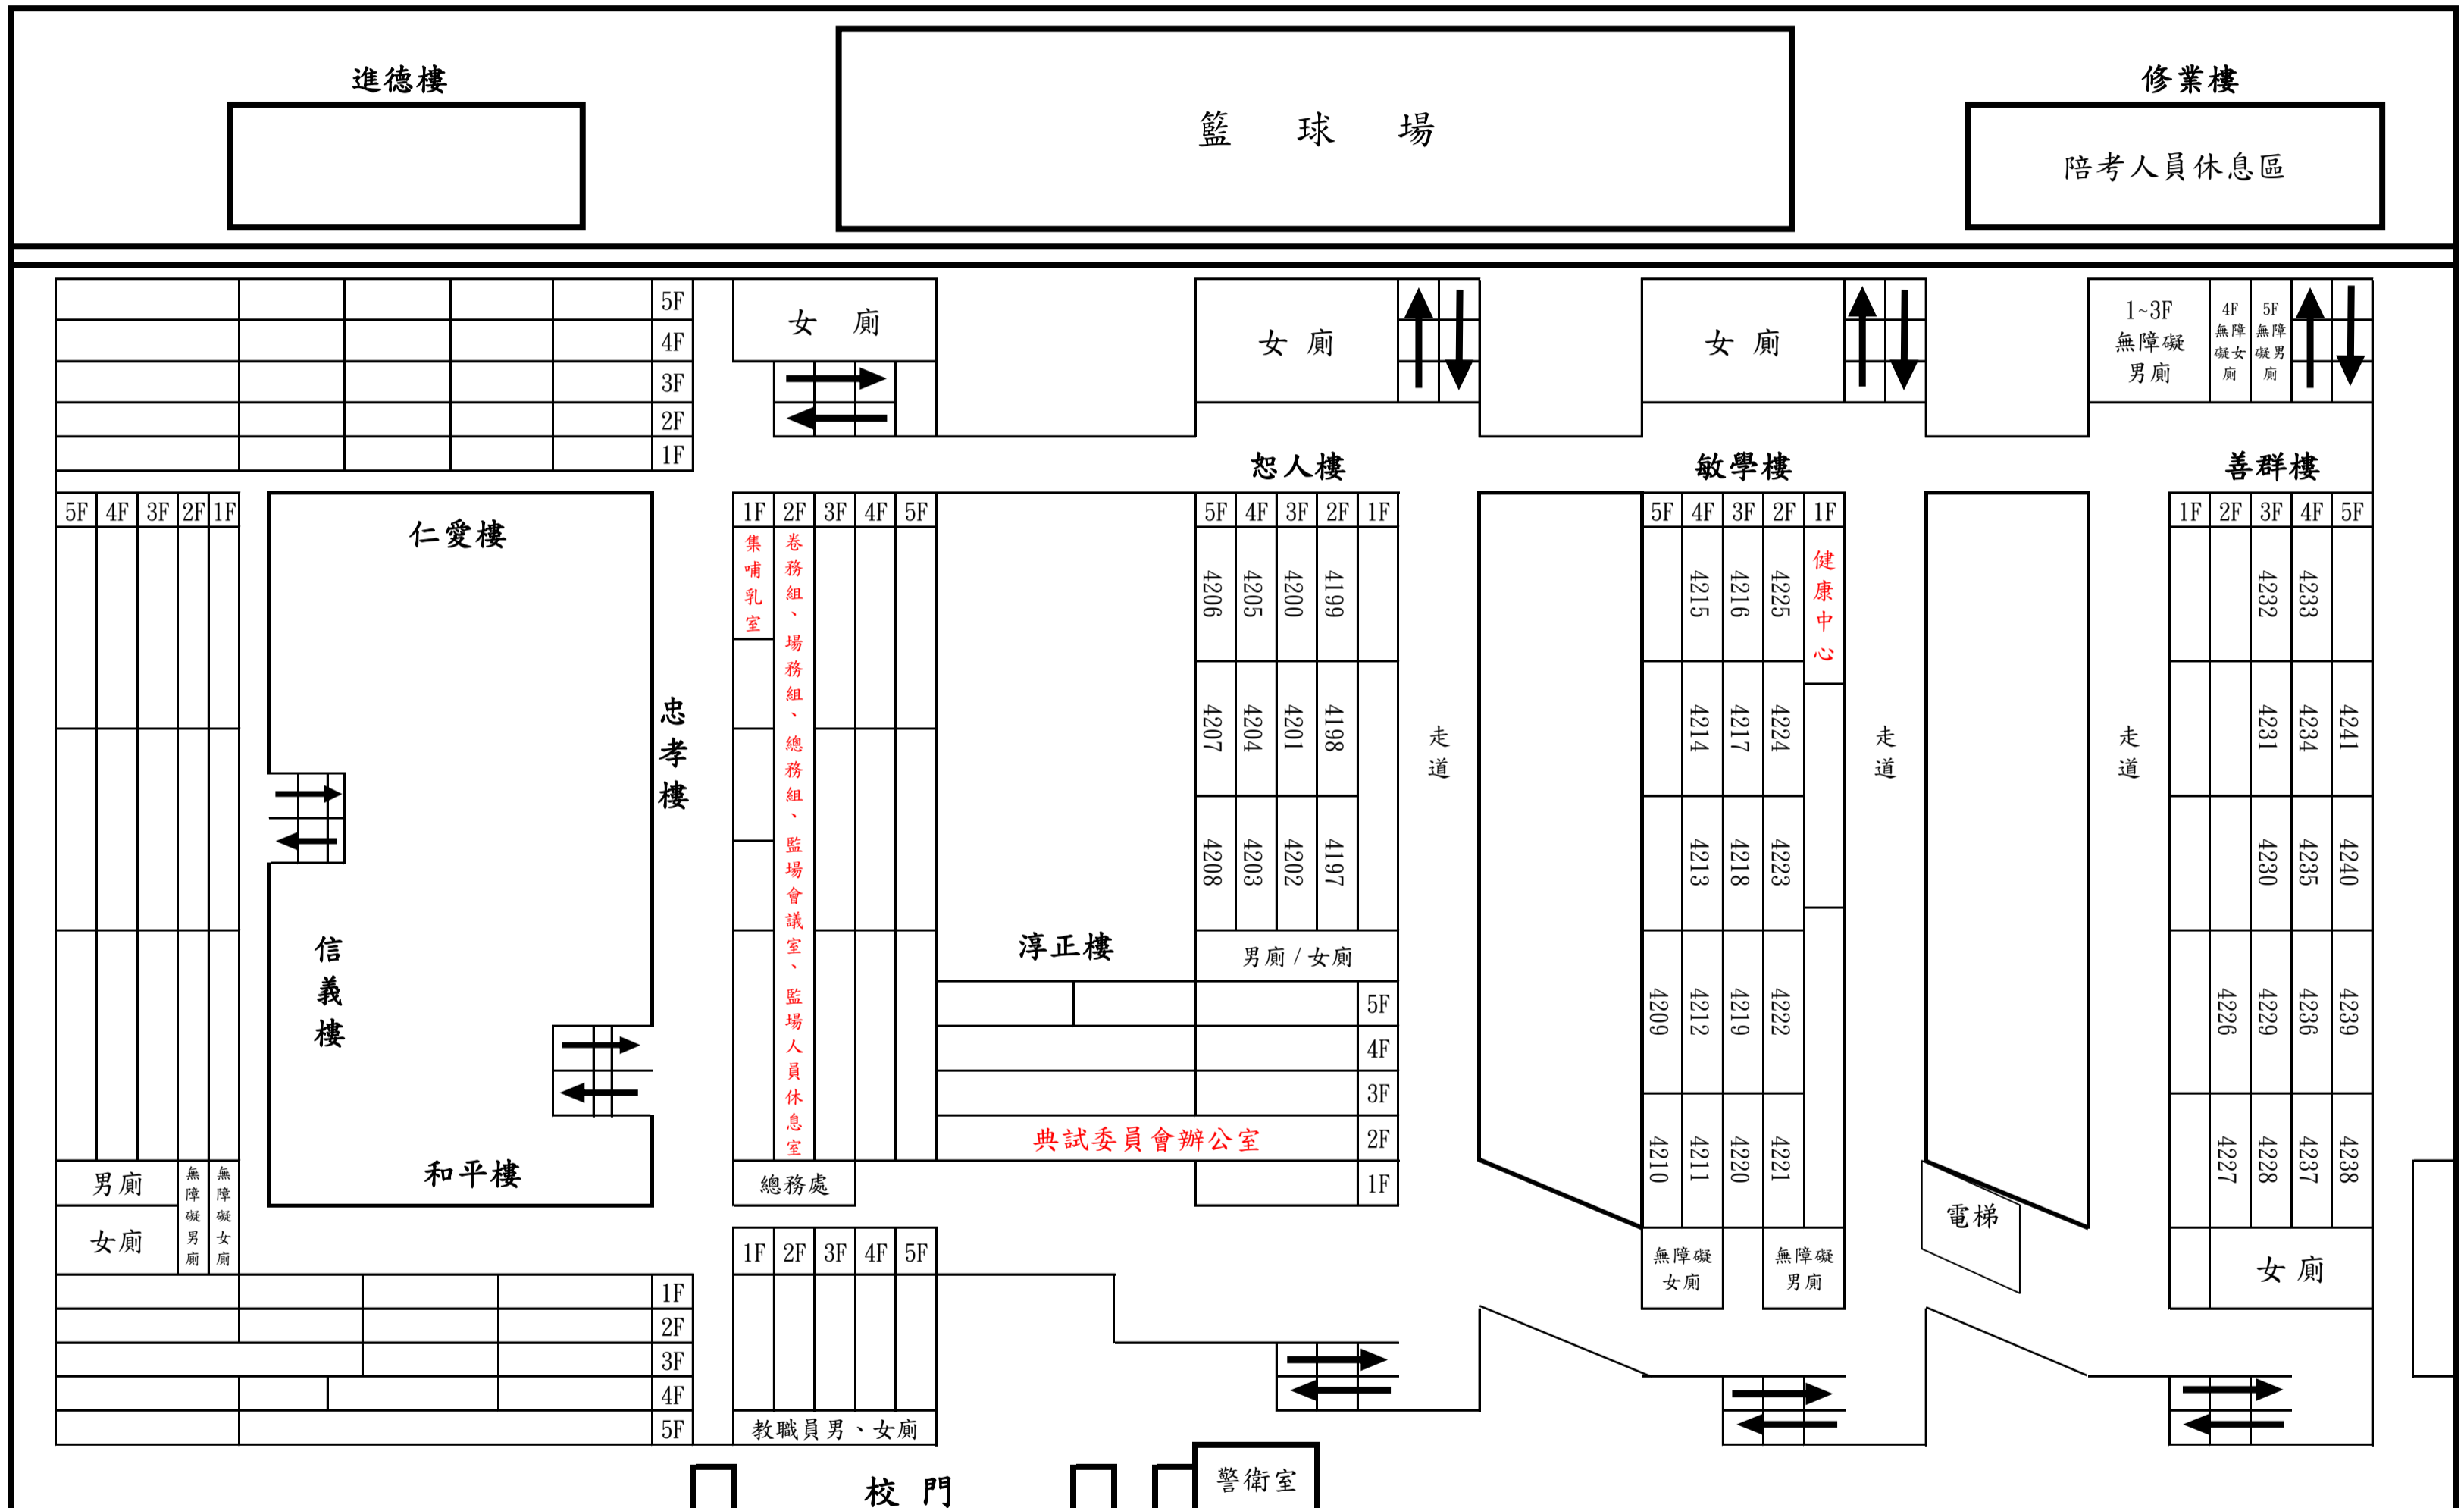 進德樓
籃 球 場
修業樓
陪考人員休息區
5F
4F
3F
2F
1F
女 廁
女 廁
女 廁
1~3F
無障礙
男廁
4F
無障
礙女
廁
5F
無障
礙男
廁
恕人樓
敏學樓
善群樓
5F 4F 3F 2F 1F
仁愛樓
忠孝樓
信義樓
和平樓
男廁
女廁
無障礙男廁
無障礙女廁
1F 2F 3F 4F 5F
集哺乳室
卷務組、場務組、總務組、監場會議室、監場人員休息室
總務處
淳正樓
5F 4F 3F 2F 1F
4206 4205 4200 4199
4207 4204 4201 4198
4208 4203 4202 4197
男廁/女廁
5F
4F
3F
典試委員會辦公室 2F
1F
走道
5F 4F 3F 2F 1F
健康中心
4215 4216 4225
4214 4217 4224
4213 4218 4223
4209 4212 4219 4222
4210 4211 4220 4221
無障礙
女廁
無障礙
男廁
走道
走道
電梯
1F 2F 3F 4F 5F
4232 4233
4231 4234 4241
4230 4235 4240
4226 4229 4236 4239
4227 4228 4237 4238
女廁
1F
2F
3F
4F
5F
1F 2F 3F 4F 5F
教職員男、女廁
校 門
警衛室